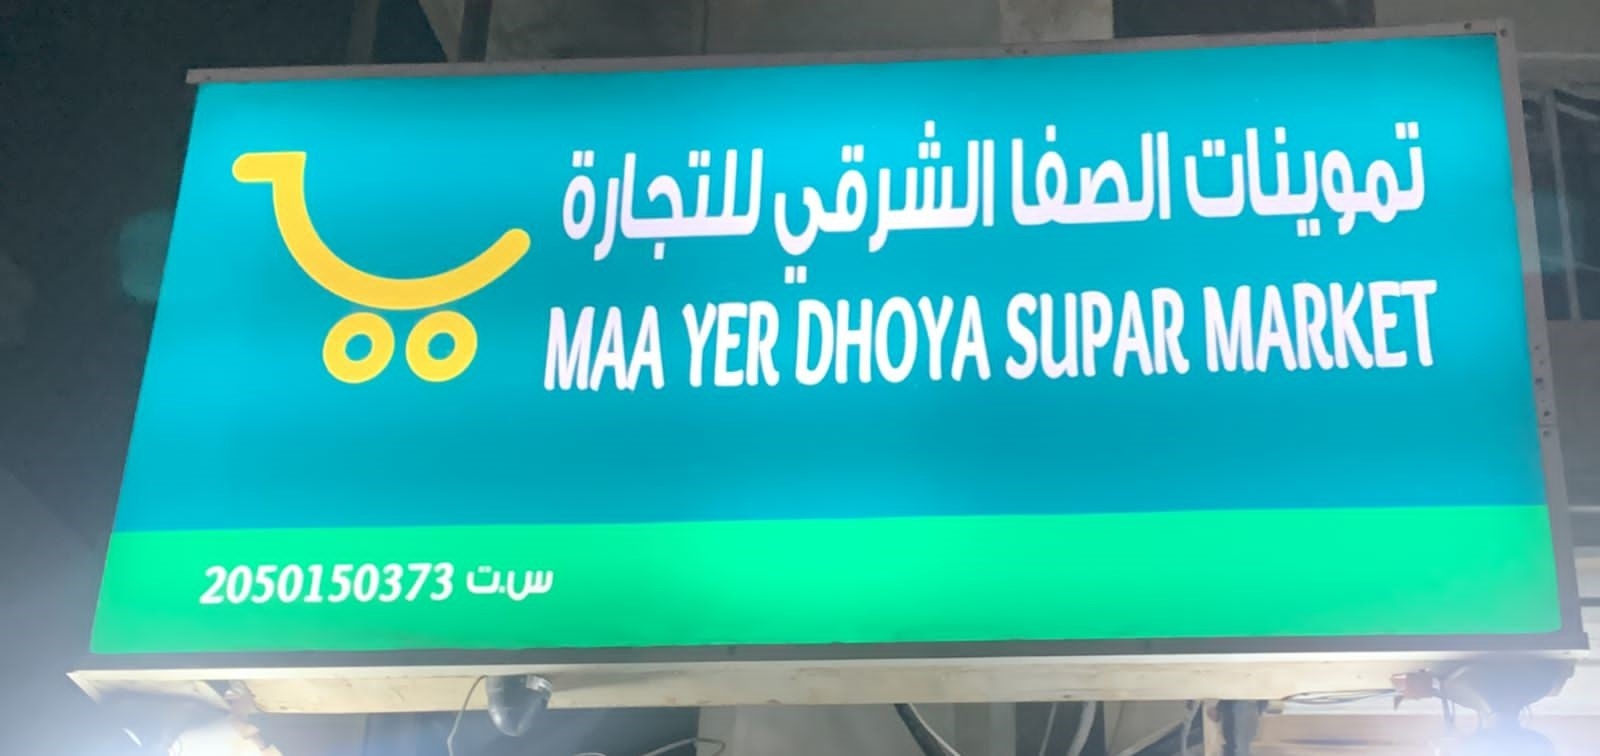 تموينات الصفا الشرقي للتجارة
MAA YER DHOYA SUPAR MARKET
س.ت 2050150373